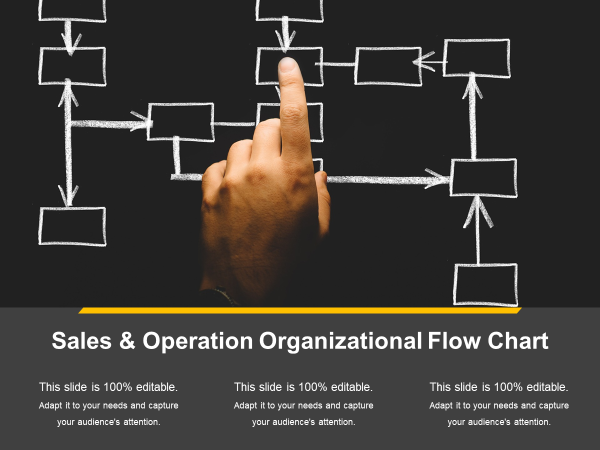 Sales & Operation Organizational Flow Chart
This slide is 100% editable.
Adapt it to your needs and capture
your audience's attention.
This slide is 100% editable.
Adapt it to your needs and capture
your audience's attention.
This slide is 100% editable.
Adapt it to your needs and capture
your audience's attention.